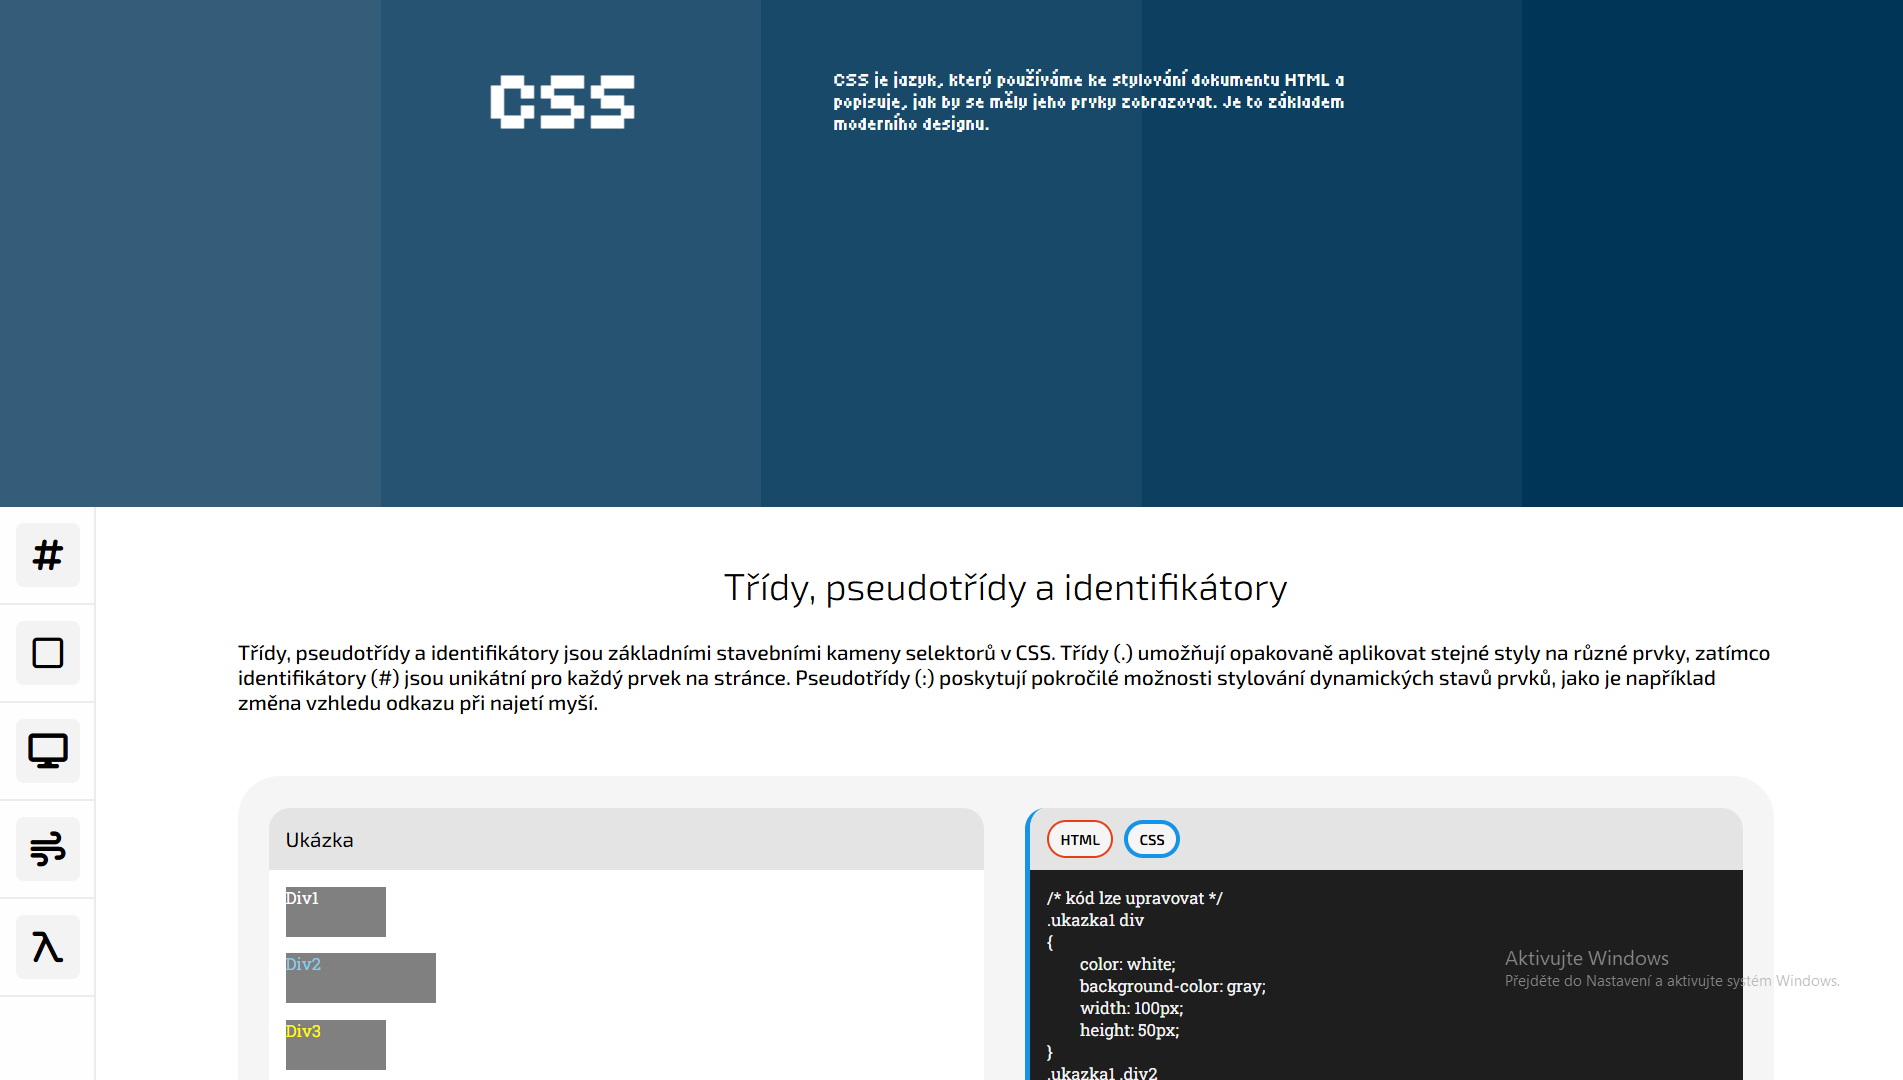 CSS
CSS je jazyk, který používáme ke stylování dokumentu HTML a
popisuje, jak by se měly jeho prvky zobrazovat. Je to základem
moderního designu.
#
λ
Třídy, pseudotřídy a identifikátory
Třídy, pseudotřídy a identifikátory jsou základními stavebními kameny selektorů v CSS. Třídy (.) umožňují opakovaně aplikovat stejné styly na různé prvky, zatímco
identifikátory (#) jsou unikátní pro každý prvek na stránce. Pseudotřídy (:) poskytují pokročilé možnosti stylování dynamických stavů prvků, jako je například
změna vzhledu odkazu při najetí myší.
Ukázka
Div1
Div2
Div3
HTML CSS
/* kód lze upravovat */
.ukazka1 div
{
color: white;
background-color: gray;
width: 100px;
height: 50px;
}
.ukazka1 .div2
Aktivujte Windows
Přejděte do Nastavení a aktivujte systém Windows.